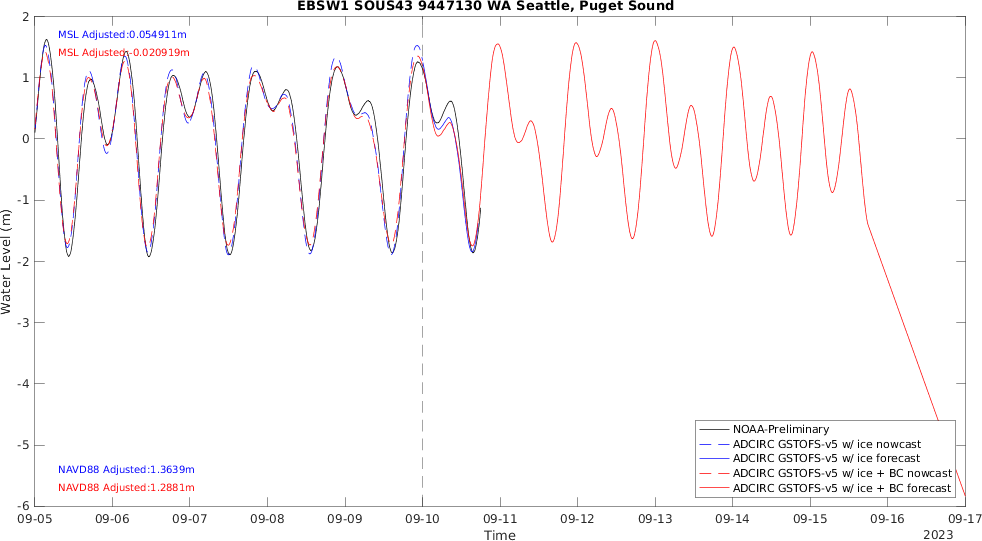 EBSW1 SOUS43 9447130 WA Seattle, Puget Sound
2
MSL Adjusted:0.054911m
MSL Adjusted:-0.020919m
1
0
-1
-2
-3
-4
-5
-6
Water Level (m)
NOAA-Preliminary
ADCIRC GSTOFS-v5 w/ ice nowcast
ADCIRC GSTOFS-v5 w/ ice forecast
ADCIRC GSTOFS-v5 w/ ice + BC nowcast
ADCIRC GSTOFS-v5 w/ ice + BC forecast
NAVD88 Adjusted:1.3639m
NAVD88 Adjusted:1.2881m
09-05 09-06 09-07 09-08 09-09 09-10 09-11 09-12 09-13 09-14 09-15 09-16 09-17
Time
2023